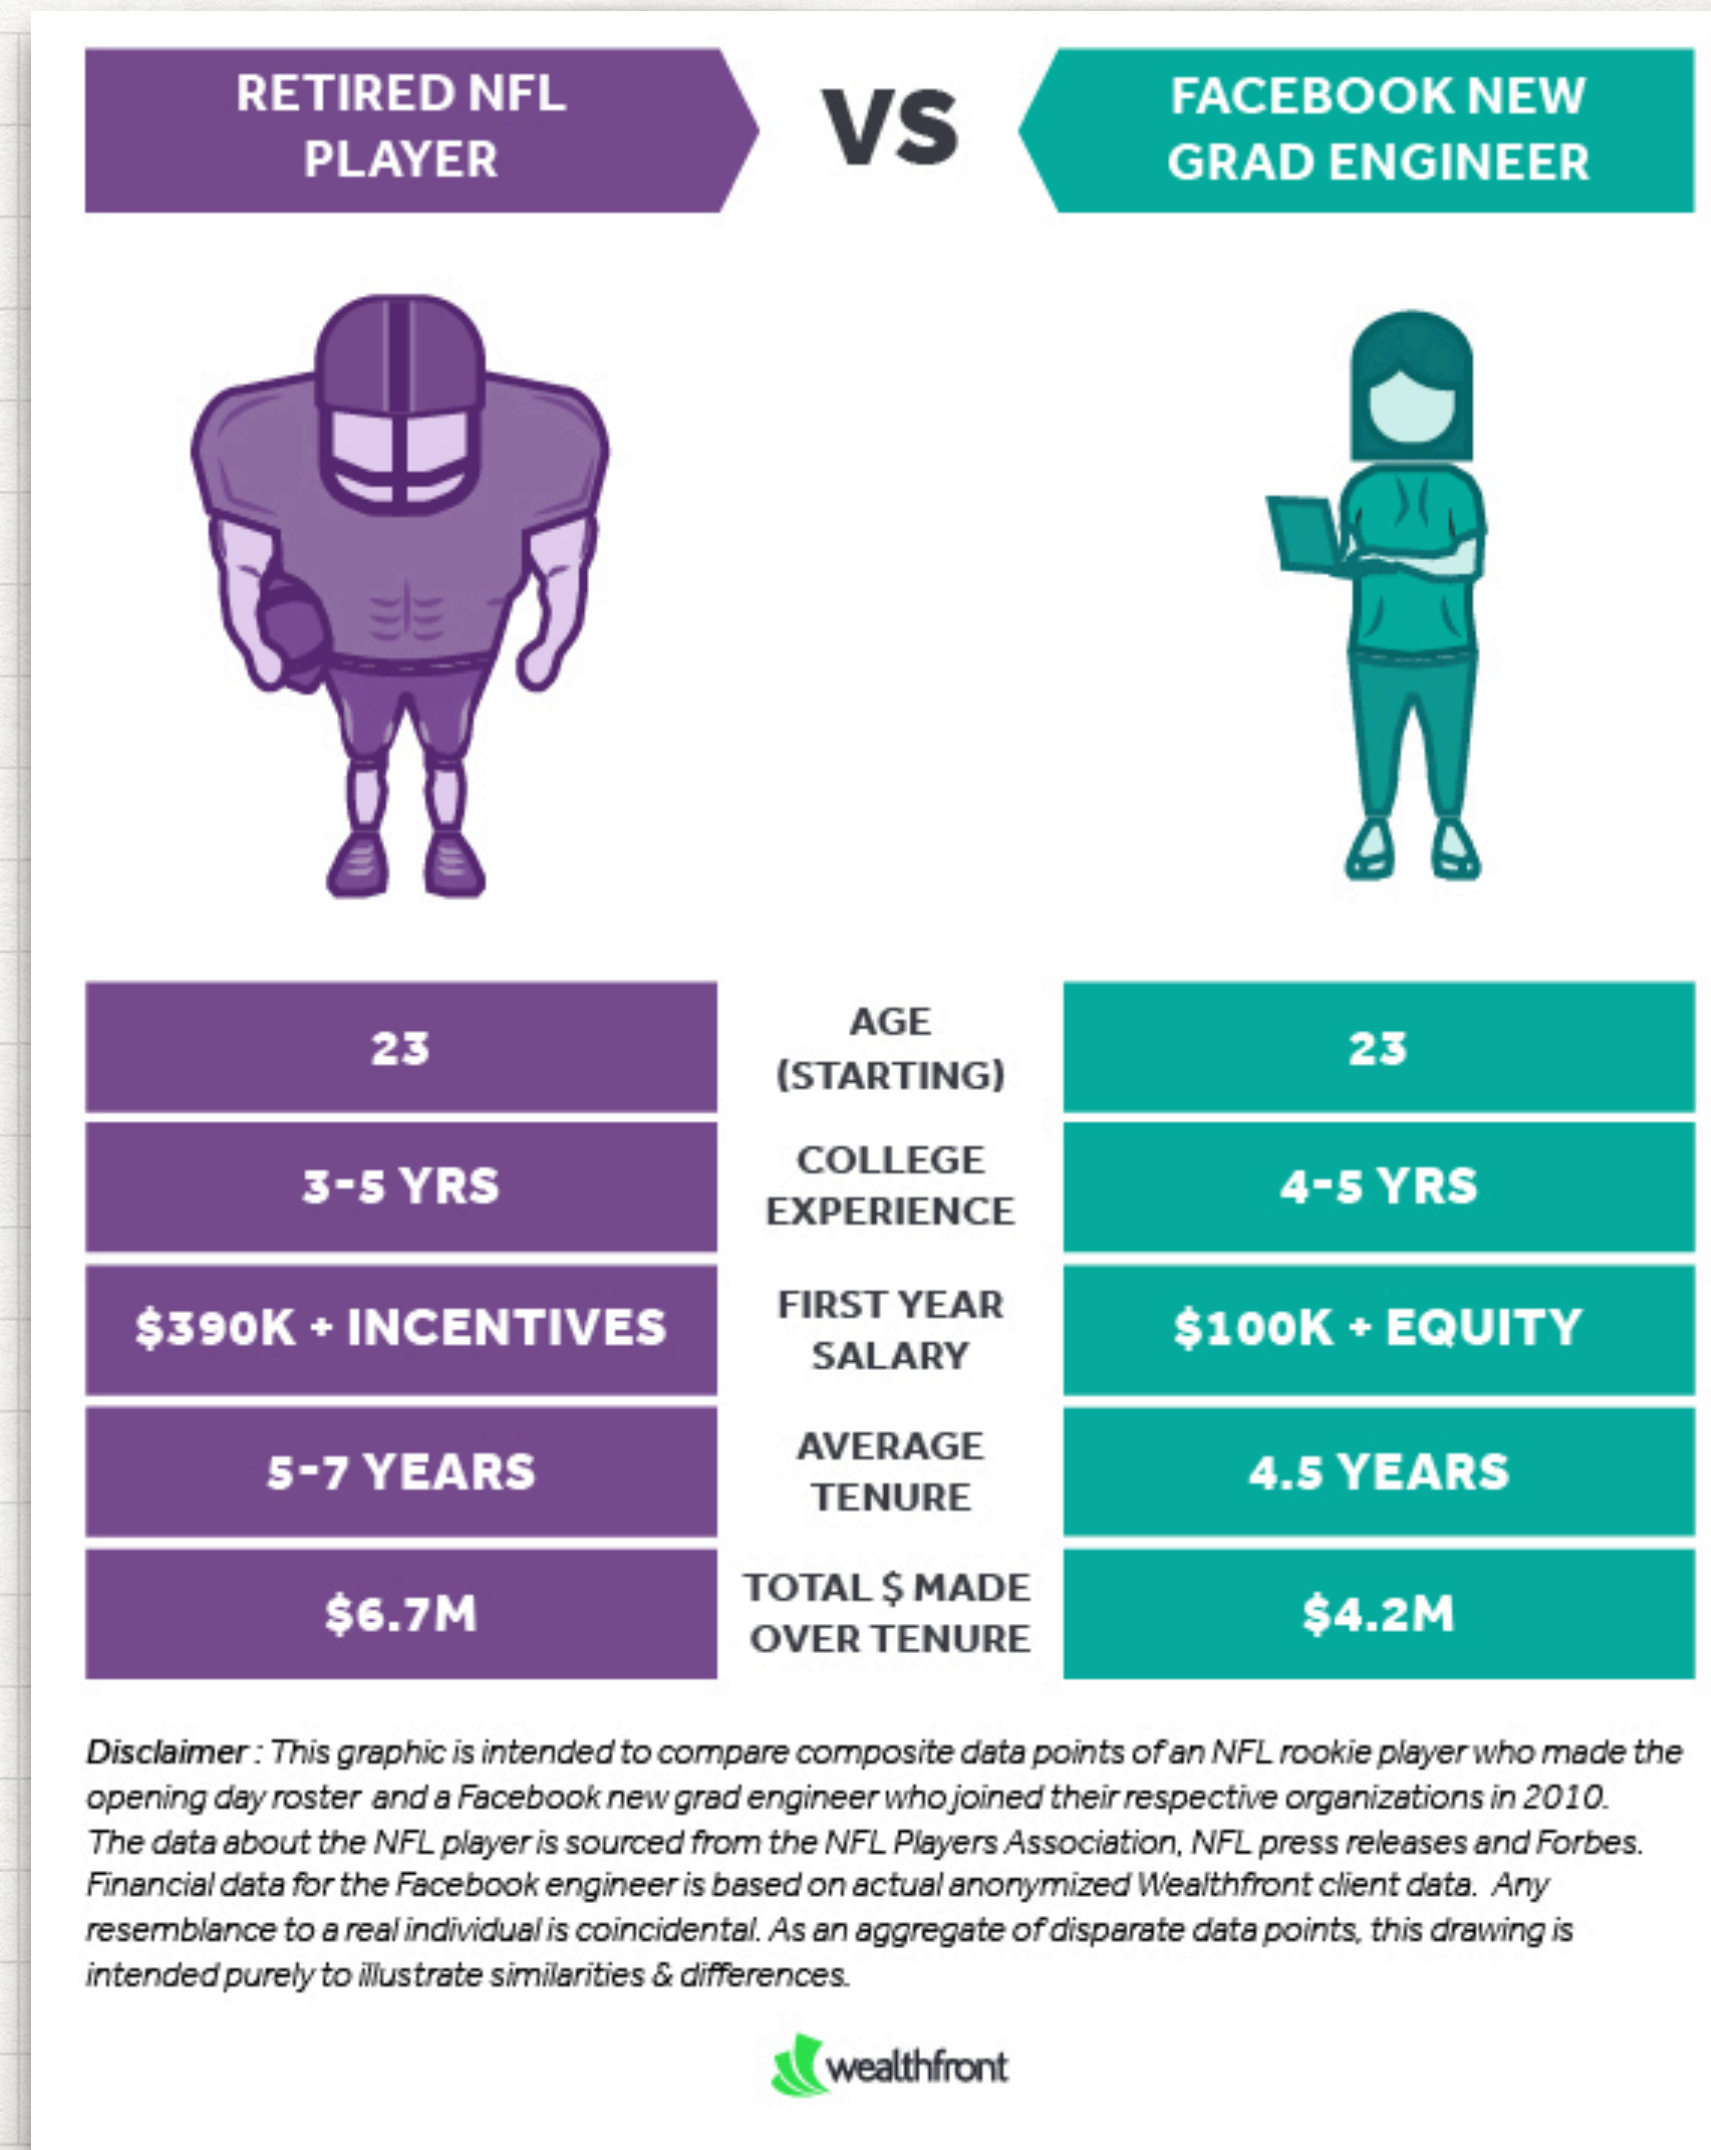 RETIRED NFL
PLAYER
VS
FACEBOOK NEW
GRAD ENGINEER
23
AGE
(STARTING)
23
3-5 YRS
COLLEGE
EXPERIENCE
4-5 YRS
$390K + INCENTIVES
FIRST YEAR
SALARY
$100K + EQUITY
5-7 YEARS
AVERAGE
TENURE
4.5 YEARS
$6.7M
TOTAL $ MADE
OVER TENURE
$4.2M
Disclaimer : This graphic is intended to compare composite data points of an NFL rookie player who made the
opening day roster and a Facebook new grad engineer who joined their respective organizations in 2010.
The data about the NFL player is sourced from the NFL Players Association, NFL press releases and Forbes.
Financial data for the Facebook engineer is based on actual anonymized Wealthfront client data. Any
resemblance to a real individual is coincidental. As an aggregate of disparate data points, this drawing is
intended purely to illustrate similarities & differences.
wealthfront